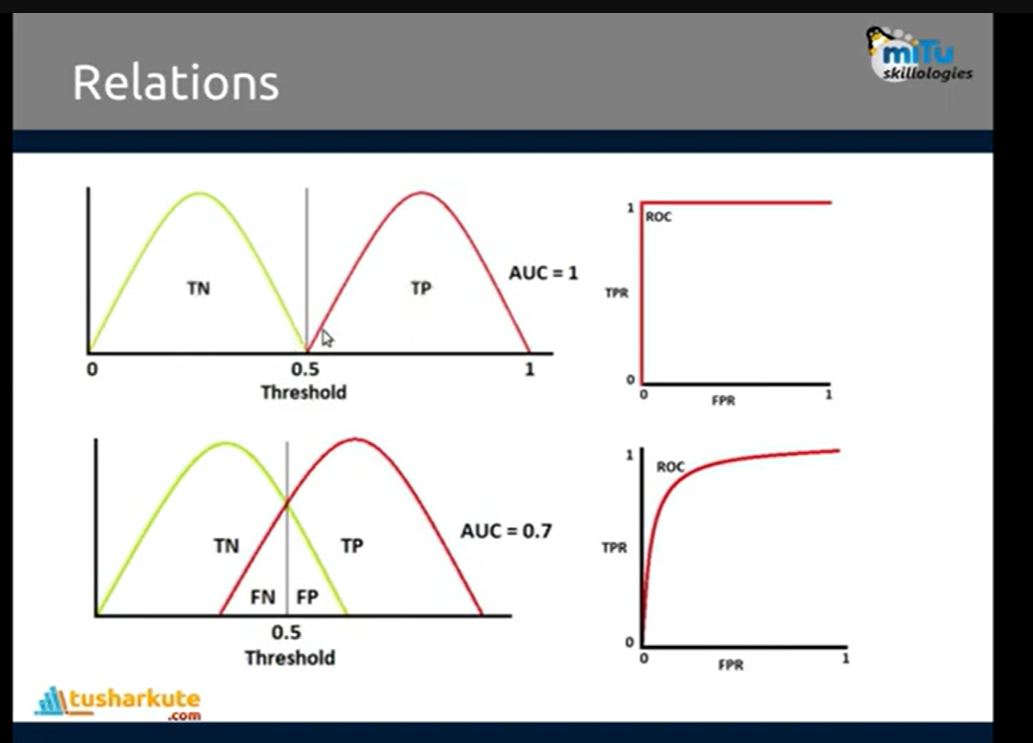 Relations
miTu
skillologies
TN
TP
AUC = 1
0
0.5
1
Threshold
1
ROC
TPR
0
0
FPR
1
TN
TP
AUC = 0.7
FN
FP
0.5
Threshold
1
ROC
TPR
0
0
FPR
1
tusharkute
.com